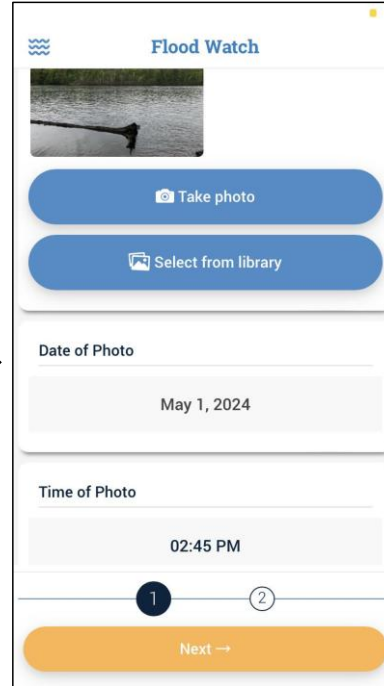 Flood Watch
Take photo
Select from library
Date of Photo
May 1, 2024
Time of Photo
02:45 PM
1
2
Next →